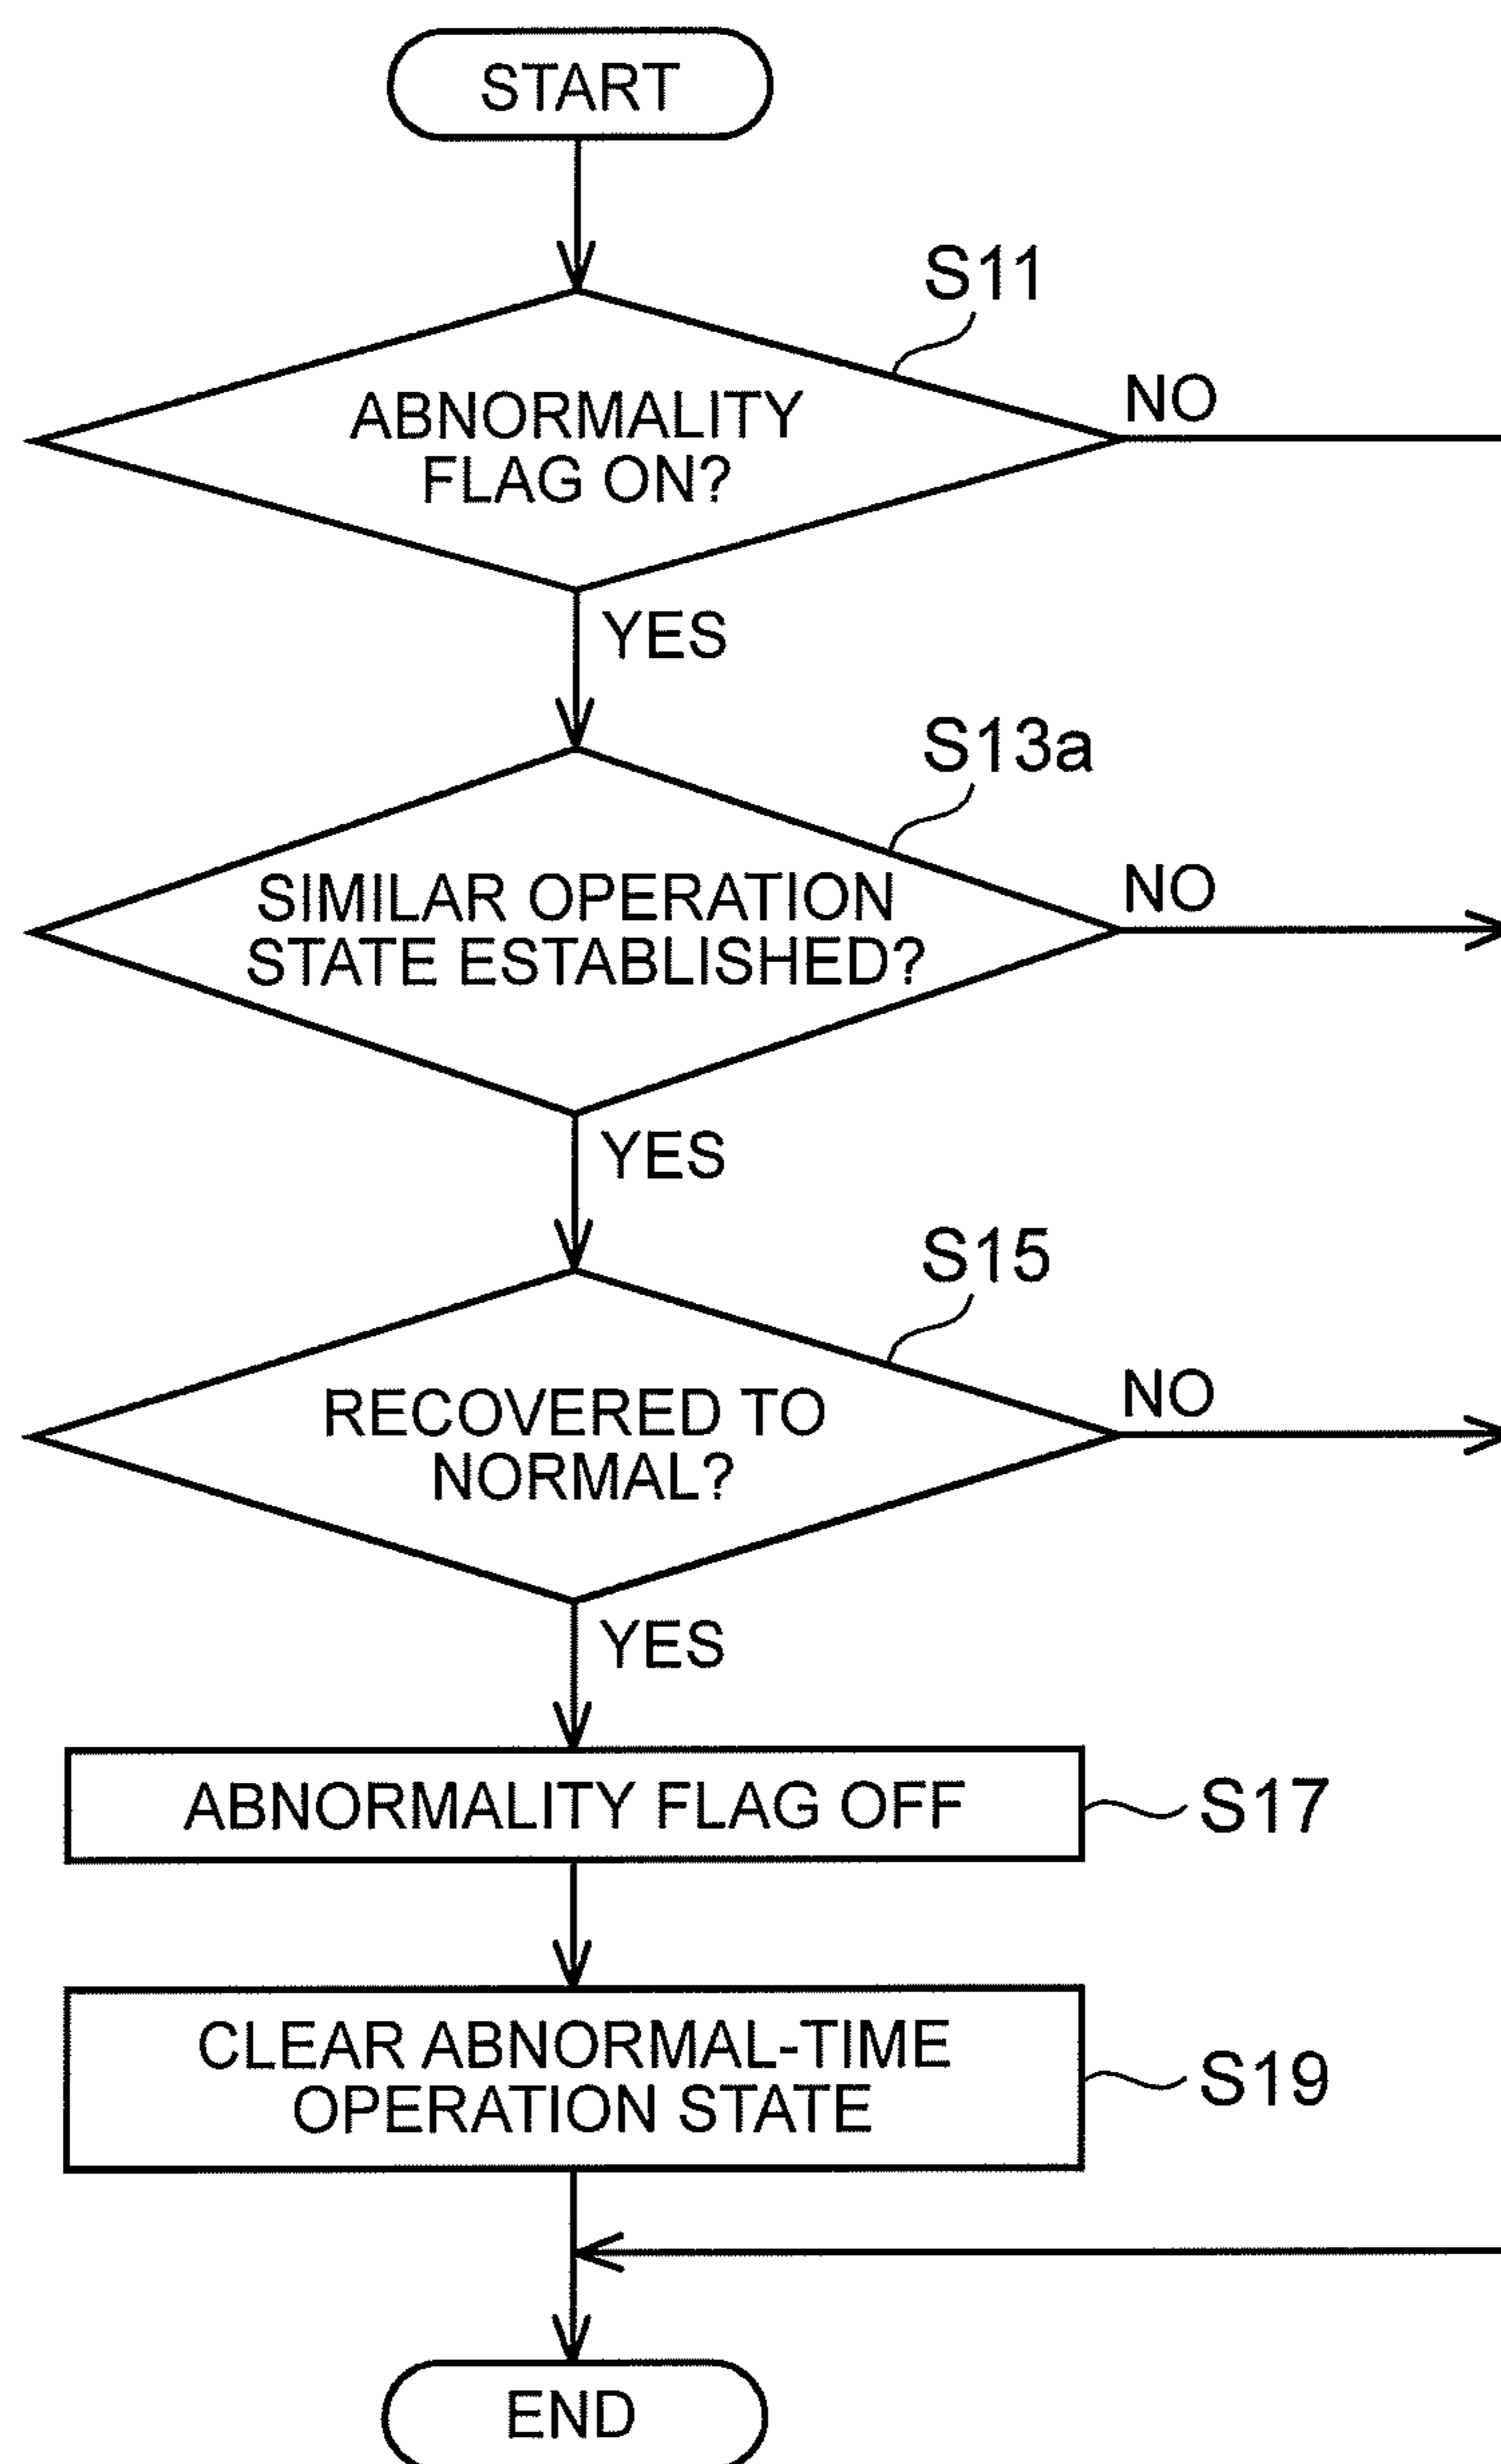 START
S11
ABNORMALITY
FLAG ON?
NO
YES
S13a
SIMILAR OPERATION
STATE ESTABLISHED?
NO
YES
S15
RECOVERED TO
NORMAL?
NO
YES
ABNORMALITY FLAG OFF
S17
CLEAR ABNORMAL-TIME
OPERATION STATE
S19
END